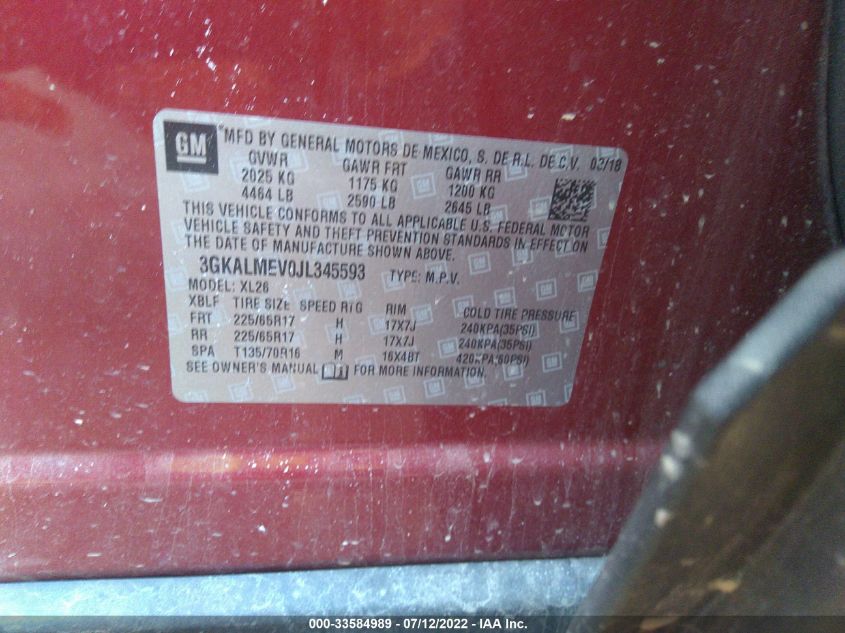 GM
®MFD BY GENERAL MOTORS DE MEXICO, S. DE R.L. DE C.V. 03/18
GVWR GAWR FRT GAWR RR
2025 KG 1175 KG 1200 KG
4464 LB 2590 LB 2645 LB
THIS VEHICLE CONFORMS TO ALL APPLICABLE U.S. FEDERAL MOTOR
VEHICLE SAFETY AND THEFT PREVENTION STANDARDS IN EFFECT ON
THE DATE OF MANUFACTURE SHOWN ABOVE.
3GKALMEV0JL345593 TYPE: M.P.V.
MODEL: XL26
XBLF TIRE SIZE SPEED RTG RIM COLD TIRE PRESSURE
FRT 225/65R17 H 17X7J 240KPA(35PSI)
RR 225/65R17 H 17X7J 240KPA(35PSI)
SPA T135/70R16 M 16X4BT 420KPA(60PSI)
SEE OWNER'S MANUAL FOR MORE INFORMATION.
000-33584989 - 07/12/2022 - IAA Inc.